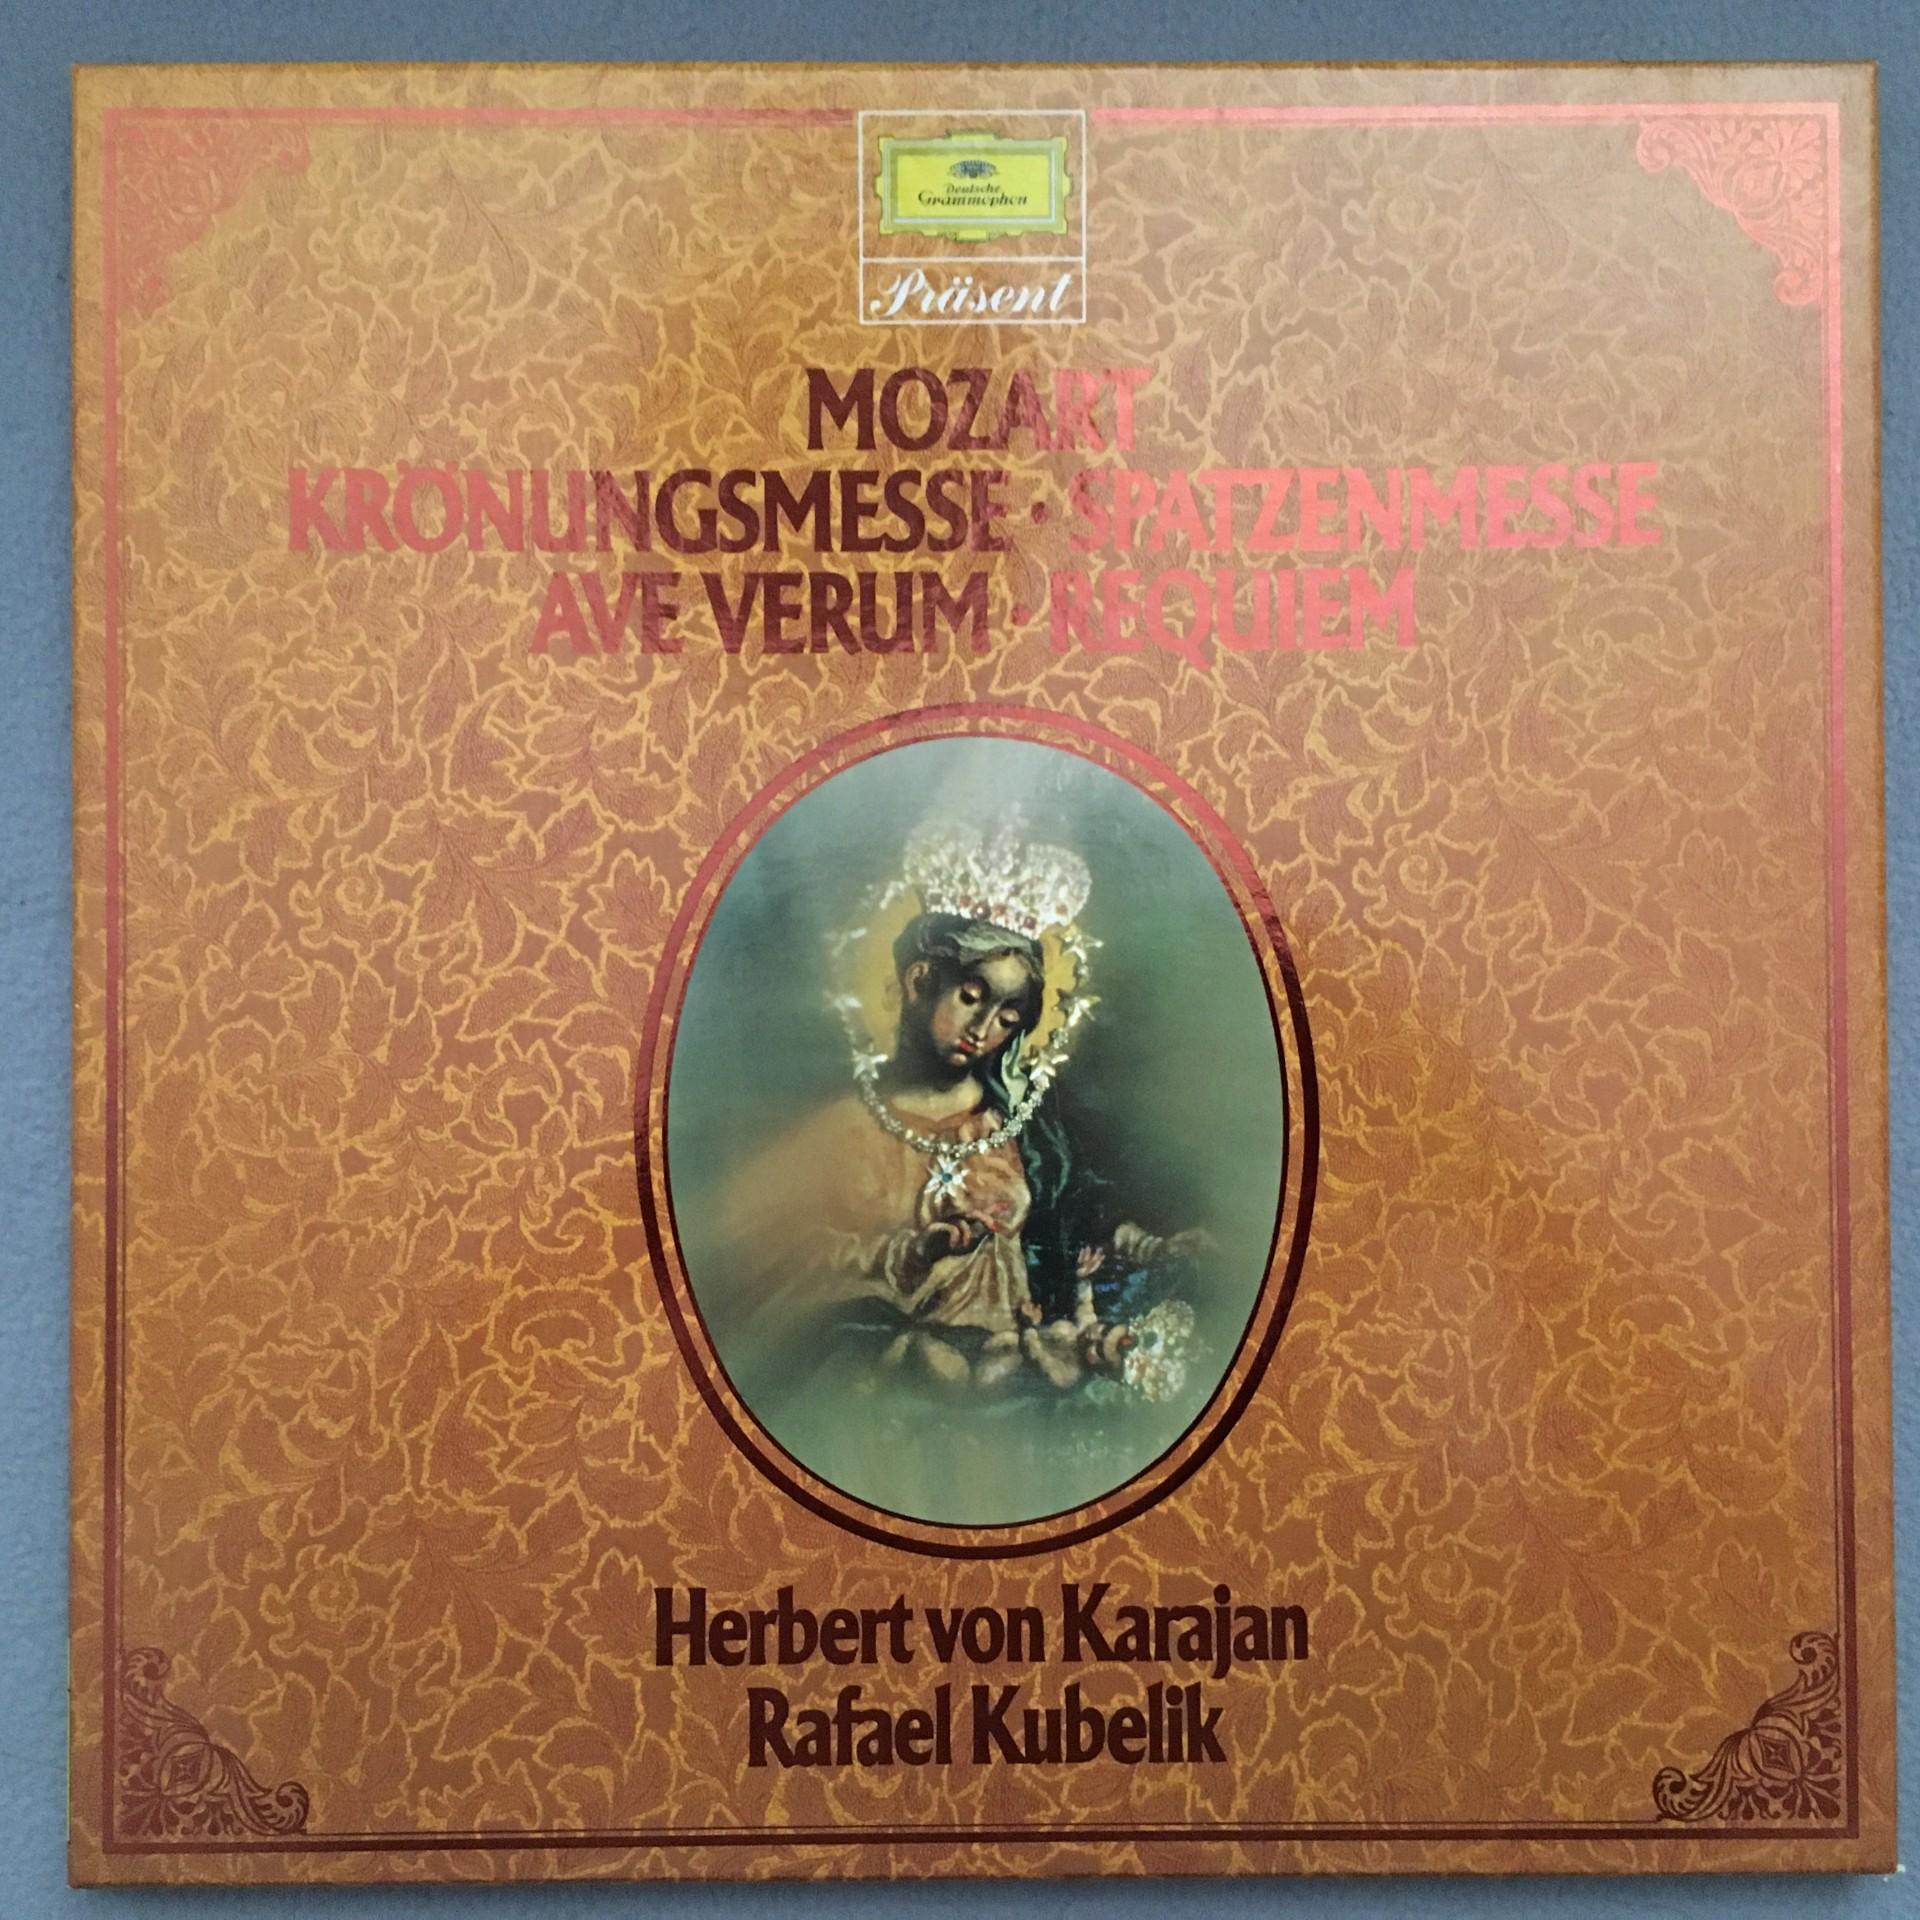 Deutsche
Grammophon
Präsent
MOZART
KRÖNUNGSMESSE · SPATZENMESSE
AVE VERUM · REQUIEM
Herbert von Karajan
Rafael Kubelik